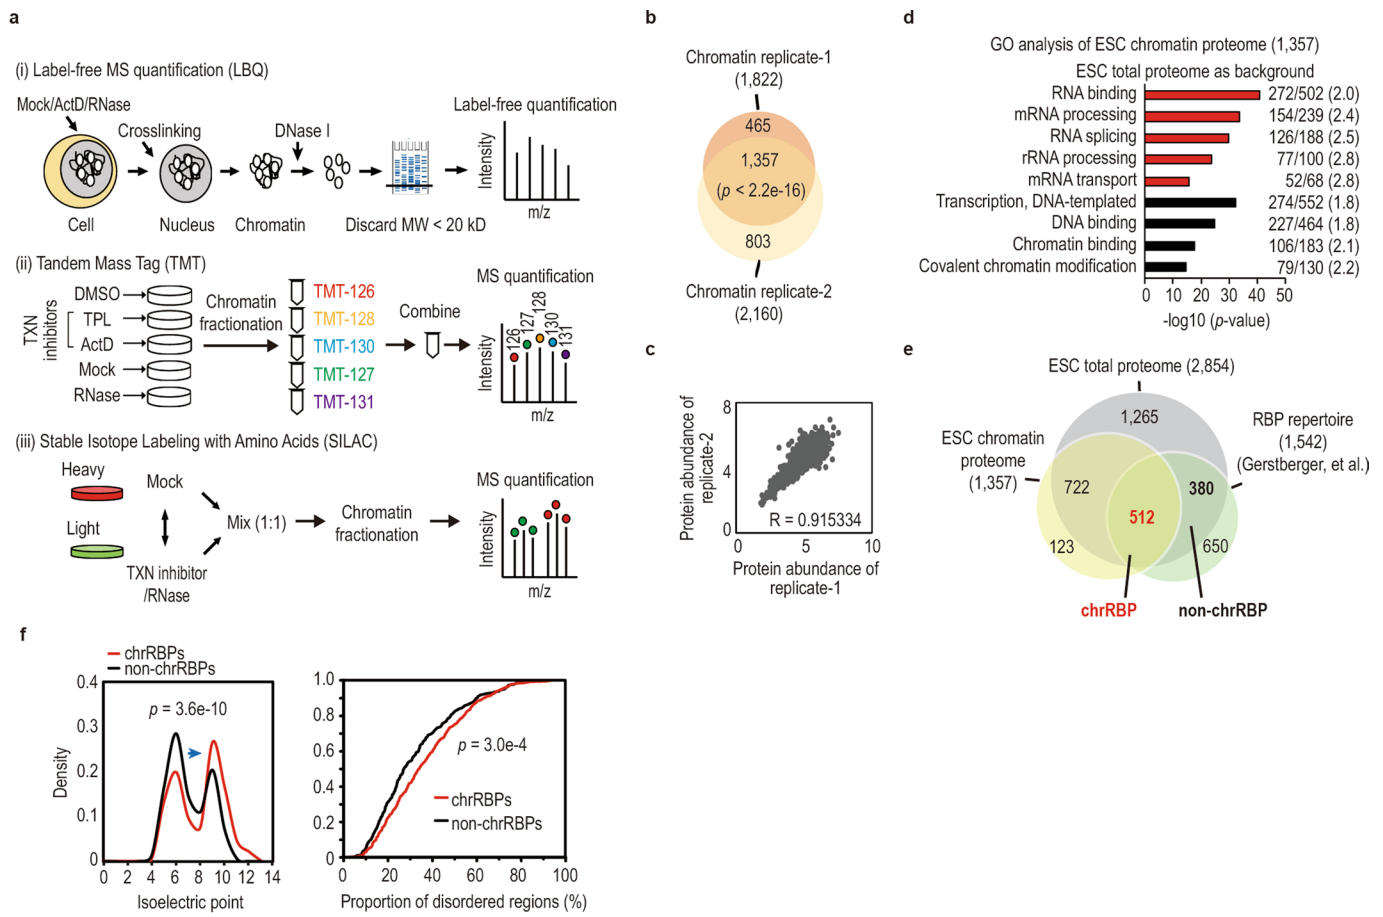 a
(i) Label-free MS quantification (LBQ)
Mock/ActD/RNase
Crosslinking
DNase I
Label-free quantification
Intensity
m/z
Cell
Nucleus
Chromatin
Discard MW < 20 kD
(ii) Tandem Mass Tag (TMT)
TXN
inhibitors
DMSO
TPL
ActD
Mock
RNase
Chromatin
fractionation
TMT-126
TMT-128
TMT-130
TMT-127
TMT-131
Combine
MS quantification
Intensity
126
127
128
130
131
m/z
(iii) Stable Isotope Labeling with Amino Acids (SILAC)
Heavy
Light
Mock
TXN inhibitor
/RNase
Mix (1:1)
Chromatin
fractionation
MS quantification
Intensity
m/z
b
Chromatin replicate-1
(1,822)
465
1,357
(p < 2.2e-16)
803
Chromatin replicate-2
(2,160)
c
Protein abundance of
replicate-2
8
4
0
R = 0.915334
0
5
10
Protein abundance of
replicate-1
d
GO analysis of ESC chromatin proteome (1,357)
ESC total proteome as background
RNA binding 272/502 (2.0)
mRNA processing 154/239 (2.4)
RNA splicing 126/188 (2.5)
rRNA processing 77/100 (2.8)
mRNA transport 52/68 (2.8)
Transcription, DNA-templated 274/552 (1.8)
DNA binding 227/464 (1.8)
Chromatin binding 106/183 (2.1)
Covalent chromatin modification 79/130 (2.2)
0 10 20 30 40 50
-log10 (p-value)
e
ESC total proteome (2,854)
1,265
ESC chromatin
proteome
(1,357)
RBP repertoire
(1,542)
(Gerstberger, et al.)
722
380
512
123
650
chrRBP
non-chrRBP
f
chrRBPs
non-chrRBPs
0.4
0.3
0.2
0.1
0
Density
p = 3.6e-10
0 2 4 6 8 10 12 14
Isoelectric point
1.0
0.8
0.6
0.4
0.2
0
p = 3.0e-4
chrRBPs
non-chrRBPs
0 20 40 60 80 100
Proportion of disordered regions (%)